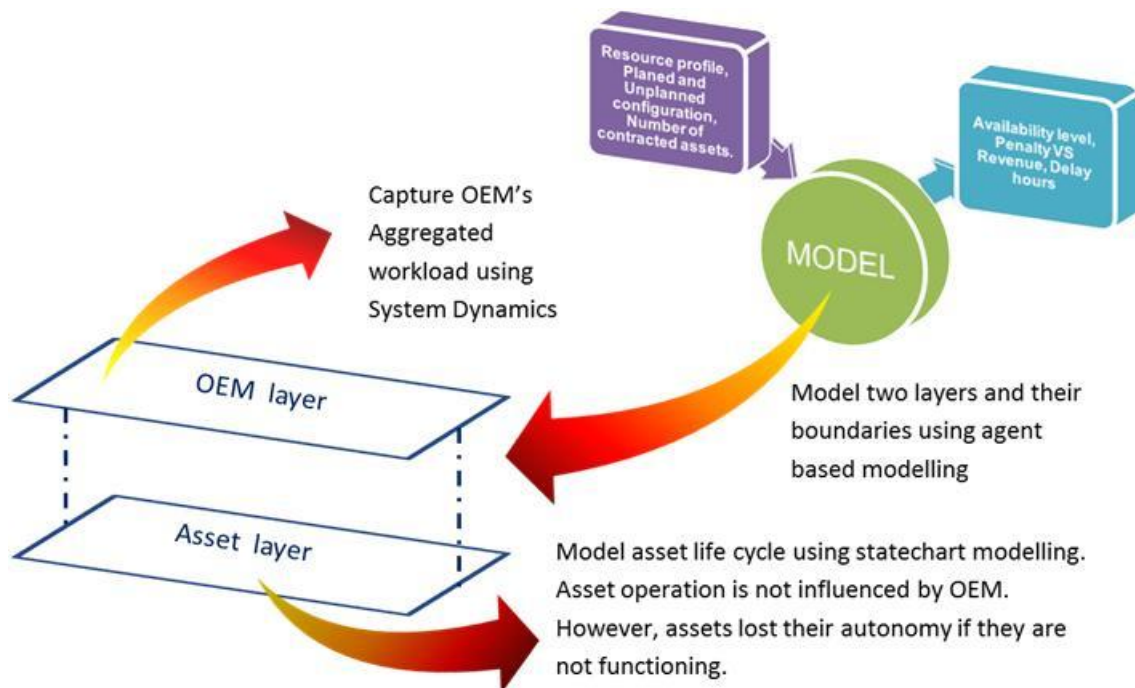 Resource profile,
Planed and
Unplanned
configuration,
Number of
contracted assets.
Availability level,
Penalty VS
Revenue, Delay
hours
MODEL
Capture OEM’s
Aggregated
workload using
System Dynamics
OEM layer
Model two layers and their
boundaries using agent
based modelling
Asset layer
Model asset life cycle using statechart modelling.
Asset operation is not influenced by OEM.
However, assets lost their autonomy if they are
not functioning.